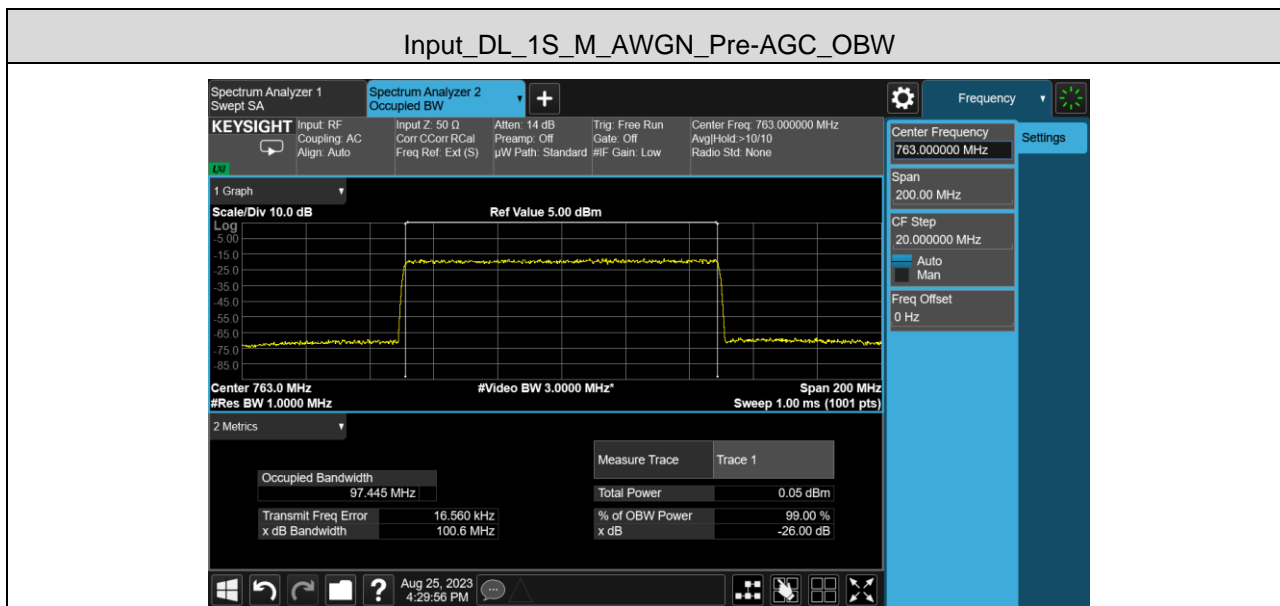 Input_DL_1S_M_AWGN_Pre-AGC_OBW
Spectrum Analyzer 1
Swept SA
Spectrum Analyzer 2
Occupied BW
Frequency
KEYSIGHT
Input: RF
Coupling: AC
Align: Auto
Input Z: 50 Ω
Corr CCorr RCal
Freq Ref: Ext (S)
Atten: 14 dB
Preamp: Off
µW Path: Standard
Trig: Free Run
Gate: Off
#IF Gain: Low
Center Freq: 763.000000 MHz
Avg|Hold:>10/10
Radio Std: None
LXI
Center Frequency
763.000000 MHz
Settings
Span
200.00 MHz
CF Step
20.000000 MHz
Auto
Man
Freq Offset
0 Hz
1 Graph
Scale/Div 10.0 dB
Ref Value 5.00 dBm
Log
-5.00
-15.0
-25.0
-35.0
-45.0
-55.0
-65.0
-75.0
-85.0
Center 763.0 MHz
#Video BW 3.0000 MHz*
Span 200 MHz
#Res BW 1.0000 MHz
Sweep 1.00 ms (1001 pts)
2 Metrics
Measure Trace
Trace 1
Occupied Bandwidth
97.445 MHz
Total Power
0.05 dBm
Transmit Freq Error
16.560 kHz
% of OBW Power
99.00 %
x dB Bandwidth
100.6 MHz
x dB
-26.00 dB
?
Aug 25, 2023
4:29:56 PM